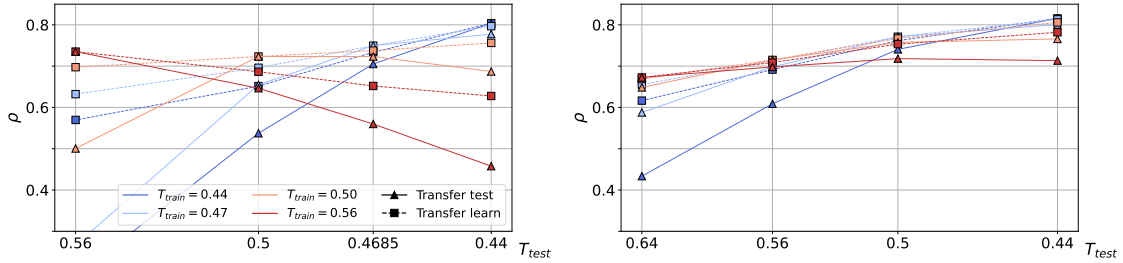 0.8
0.6
0.4
ρ
T_train = 0.44
T_train = 0.47
T_train = 0.50
T_train = 0.56
Transfer test
Transfer learn
0.56 0.5 0.4685 0.44
T_test
0.8
0.6
0.4
ρ
0.64 0.56 0.5 0.44
T_test